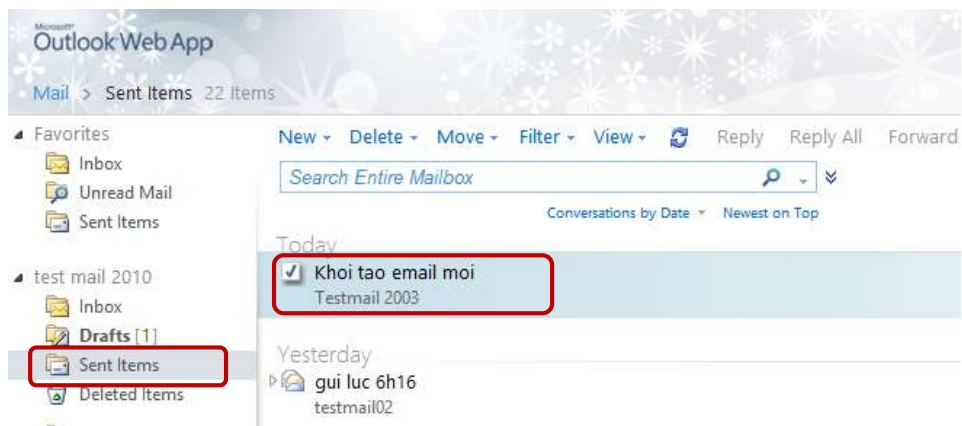 Microsoft
Outlook Web App
Mail > Sent Items 22 Items
Favorites
Inbox
Unread Mail
Sent Items
test mail 2010
Inbox
Drafts [1]
Sent Items
Deleted Items
New Delete Move Filter View Reply Reply All Forward
Search Entire Mailbox
Conversations by Date Newest on Top
Today
Khoi tao email moi
Testmail 2003
Yesterday
gui luc 6h16
testmail02